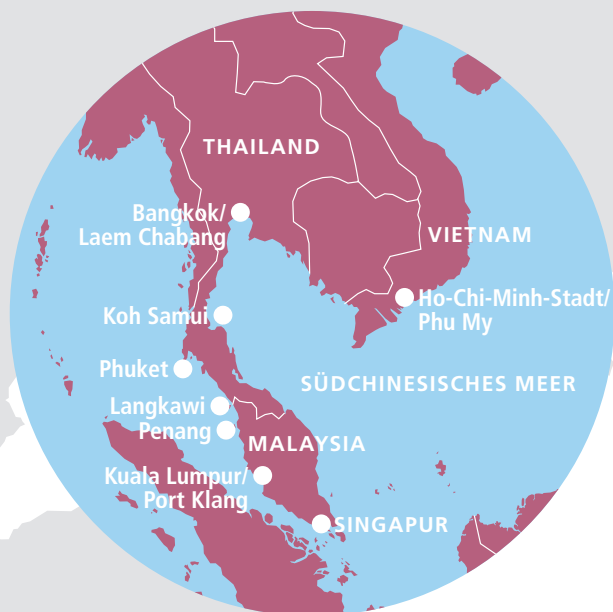 THAILAND
Bangkok/
Laem Chabang
VIETNAM
Ho-Chi-Minh-Stadt/
Phu My
Koh Samui
Phuket
SÜDCHINESISCHES MEER
Langkawi
Penang
MALAYSIA
Kuala Lumpur/
Port Klang
SINGAPUR